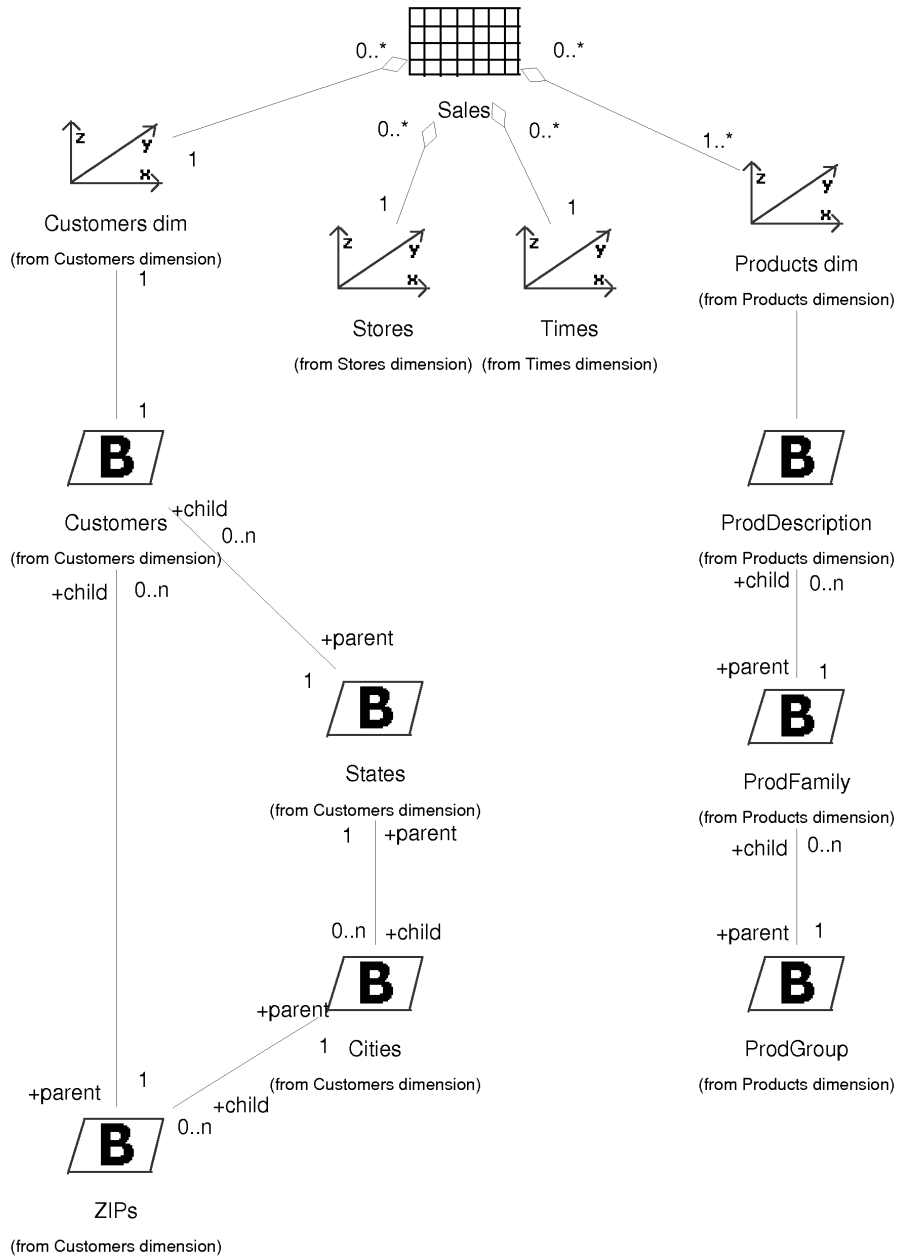 0..*
0..*
Sales
0..*
0..*
1
1..*
z
y
x
Customers dim
(from Customers dimension)
1
1
1
z
y
x
Products dim
(from Products dimension)
z
y
x
Stores
(from Stores dimension)
z
y
x
Times
(from Times dimension)
1
B
Customers
(from Customers dimension)
+child
0..n
+child
0..n
B
ProdDescription
(from Products dimension)
+child
0..n
+parent
1
+parent
1
B
States
(from Customers dimension)
1
+parent
B
ProdFamily
(from Products dimension)
+child
0..n
0..n
+child
+parent
1
B
+parent
1
Cities
(from Customers dimension)
B
ProdGroup
(from Products dimension)
+parent
1
+child
0..n
B
ZIPs
(from Customers dimension)